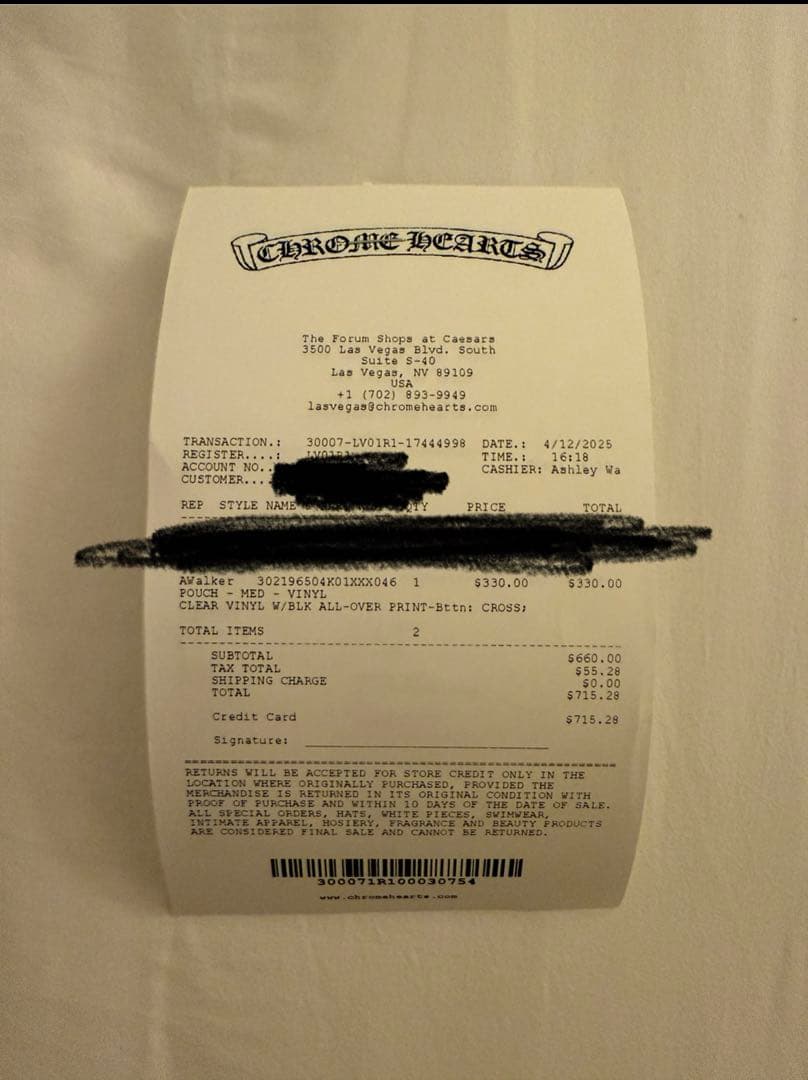 CHROME HEARTS
The Forum Shops at Caesars
3500 Las Vegas Blvd. South
Suite S-40
Las Vegas, NV 89109
USA
+1 (702) 893-9949
lasvegas@chromehearts.com
TRANSACTION.: 30007-LV01R1-17444998 DATE.: 4/12/2025
REGISTER....: TIME.: 16:18
ACCOUNT NO.. CASHIER: Ashley Wa
CUSTOMER...
REP STYLE NAME QTY PRICE TOTAL
AWalker 302196504K01XXX046 1 $330.00 $330.00
POUCH - MED - VINYL
CLEAR VINYL W/BLK ALL-OVER PRINT-Bttn: CROSS;
TOTAL ITEMS 2
SUBTOTAL $660.00
TAX TOTAL $55.28
SHIPPING CHARGE $0.00
TOTAL $715.28
Credit Card $715.28
Signature:
RETURNS WILL BE ACCEPTED FOR STORE CREDIT ONLY IN THE
LOCATION WHERE ORIGINALLY PURCHASED, PROVIDED THE
MERCHANDISE IS RETURNED IN ITS ORIGINAL CONDITION WITH
PROOF OF PURCHASE AND WITHIN 10 DAYS OF THE DATE OF SALE.
ALL SPECIAL ORDERS, HATS, WHITE PIECES, SWIMWEAR,
INTIMATE APPAREL, HOSIERY, FRAGRANCE AND BEAUTY PRODUCTS
ARE CONSIDERED FINAL SALE AND CANNOT BE RETURNED.
300071R100030754
www.chromehearts.com